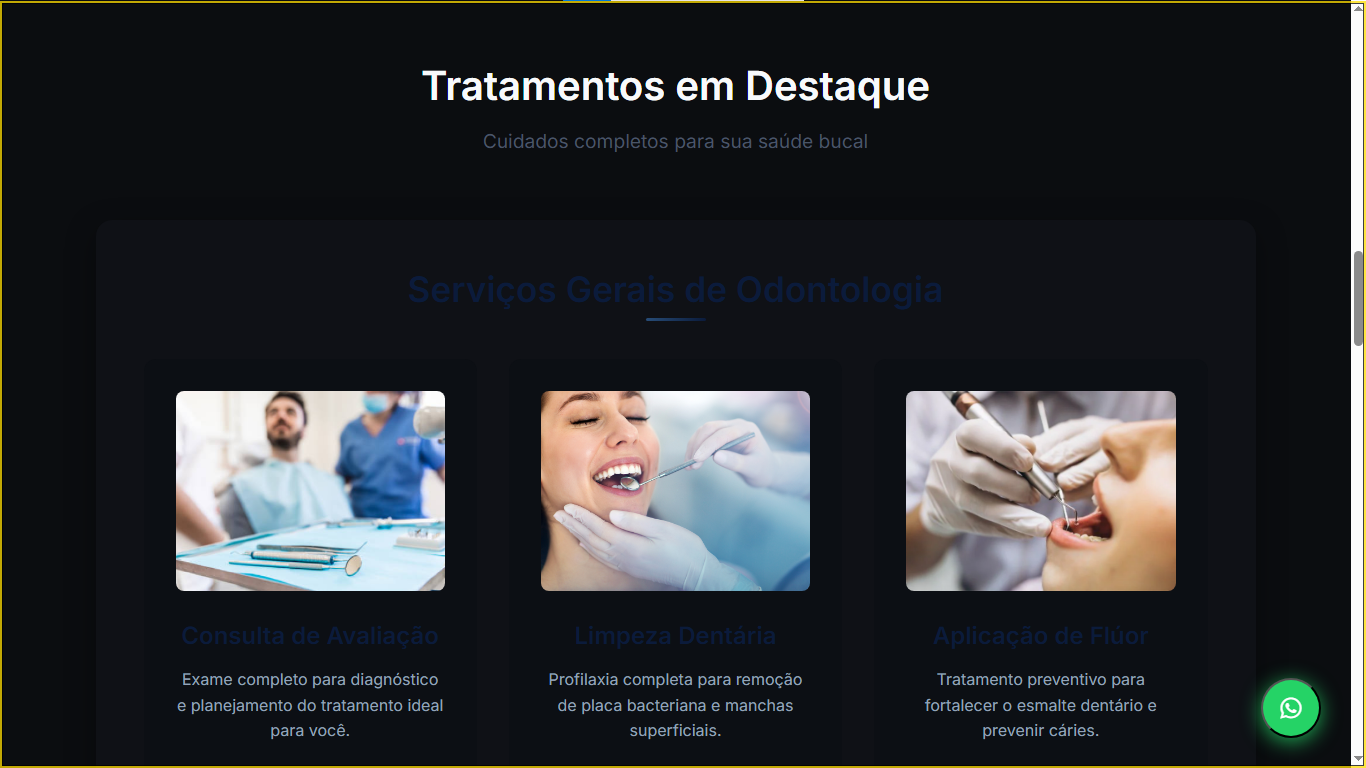 Tratamentos em Destaque
Cuidados completos para sua saúde bucal
Serviços Gerais de Odontologia
Consulta de Avaliação
Exame completo para diagnóstico
e planejamento do tratamento ideal
para você.
Limpeza Dentária
Profilaxia completa para remoção
de placa bacteriana e manchas
superficiais.
Aplicação de Flúor
Tratamento preventivo para
fortalecer o esmalte dentário e
prevenir cáries.